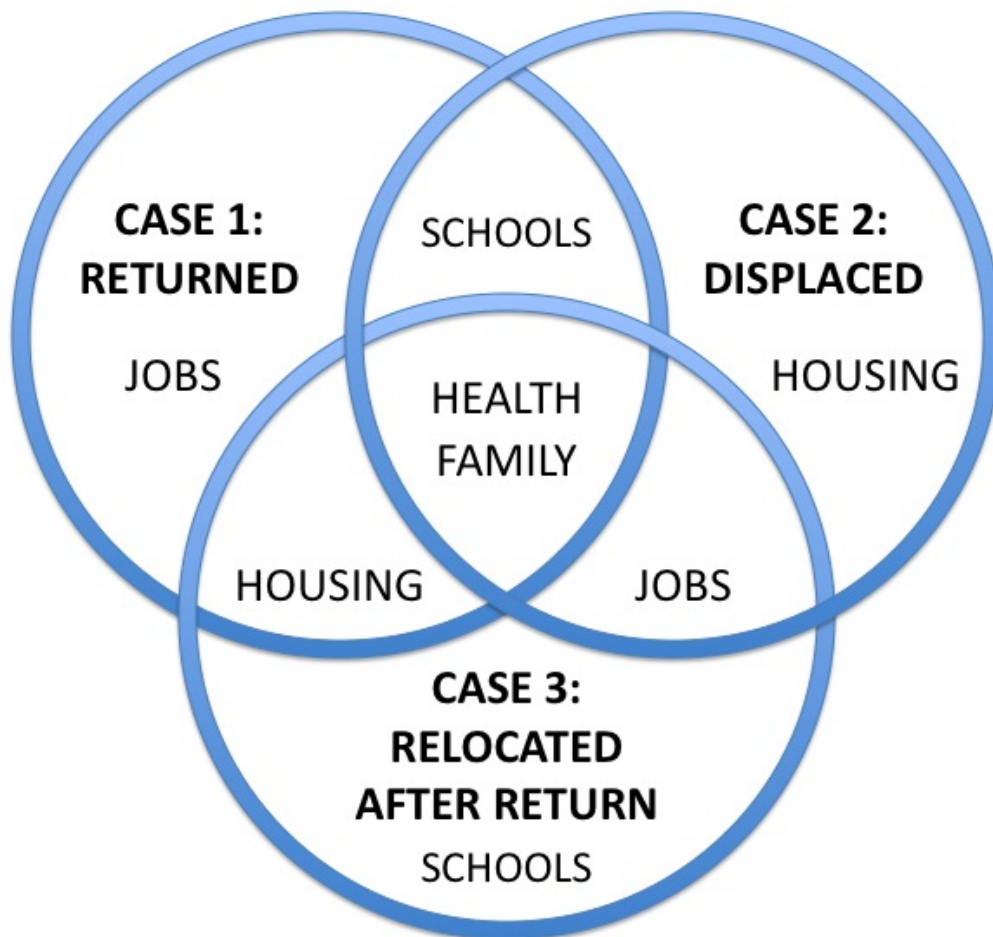 SCHOOLS
CASE 1:
RETURNED
CASE 2:
DISPLACED
JOBS
HOUSING
HEALTH
FAMILY
HOUSING
JOBS
CASE 3:
RELOCATED
AFTER RETURN
SCHOOLS